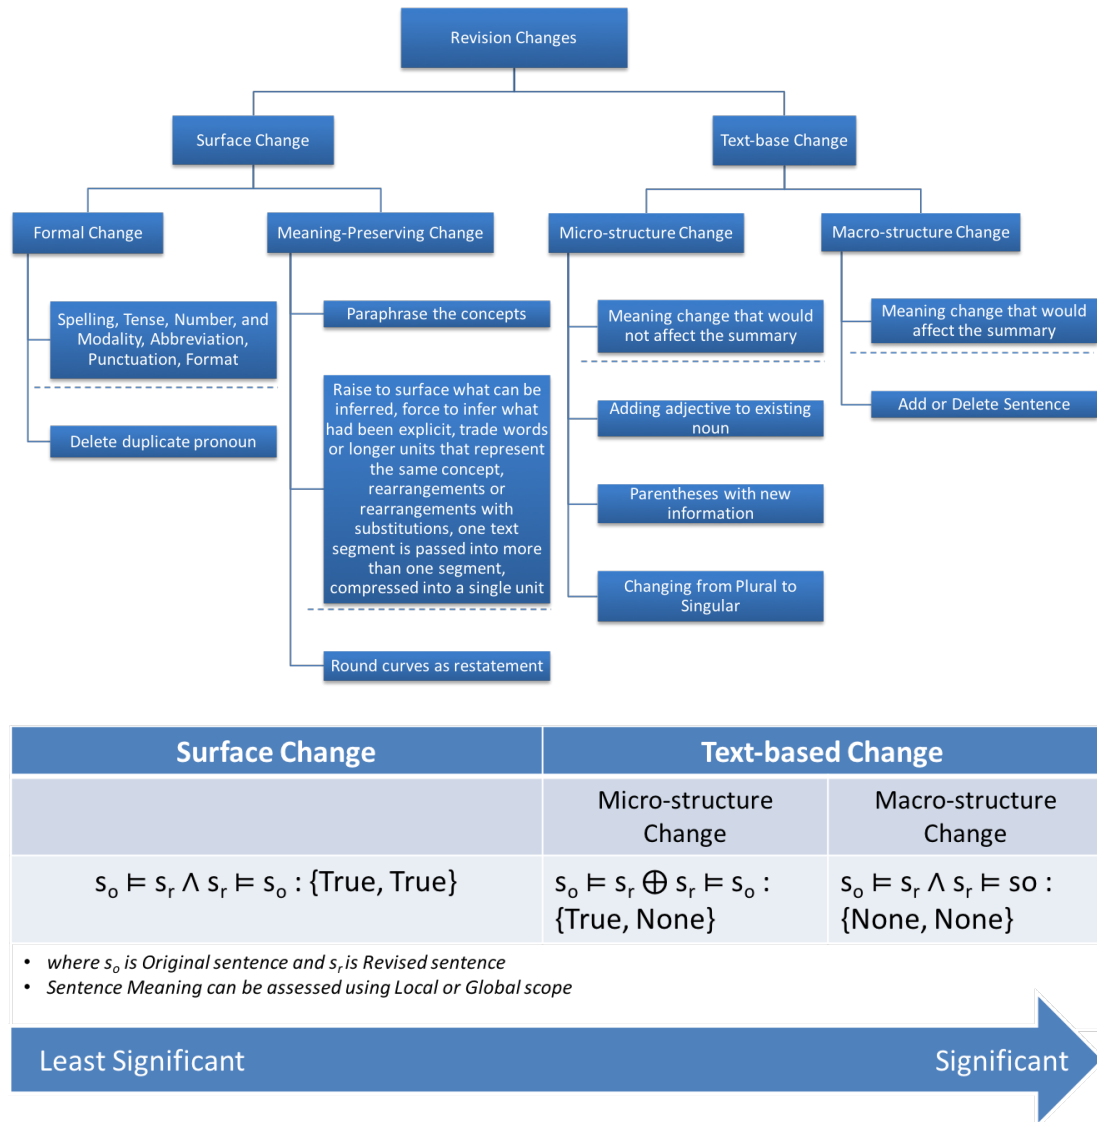 Revision Changes
Surface Change
Text-base Change
Formal Change
Meaning-Preserving Change
Micro-structure Change
Macro-structure Change
Spelling, Tense, Number, and
Modality, Abbreviation,
Punctuation, Format
Delete duplicate pronoun
Paraphrase the concepts
Raise to surface what can be
inferred, force to infer what
had been explicit, trade words
or longer units that represent
the same concept,
rearrangements or
rearrangements with
substitutions, one text
segment is passed into more
than one segment,
compressed into a single unit
Round curves as restatement
Meaning change that would
not affect the summary
Adding adjective to existing
noun
Parentheses with new
information
Changing from Plural to
Singular
Meaning change that would
affect the summary
Add or Delete Sentence
Surface Change
Text-based Change
Micro-structure
Change
Macro-structure
Change
sₒ ⊨ sᵣ Λ sᵣ ⊨ sₒ : {True, True}
sₒ ⊨ sᵣ ⊕ sᵣ ⊨ sₒ :
{True, None}
sₒ ⊨ sᵣ Λ sᵣ ⊨ so :
{None, None}
• where sₒ is Original sentence and sᵣ is Revised sentence
• Sentence Meaning can be assessed using Local or Global scope
Least Significant
Significant